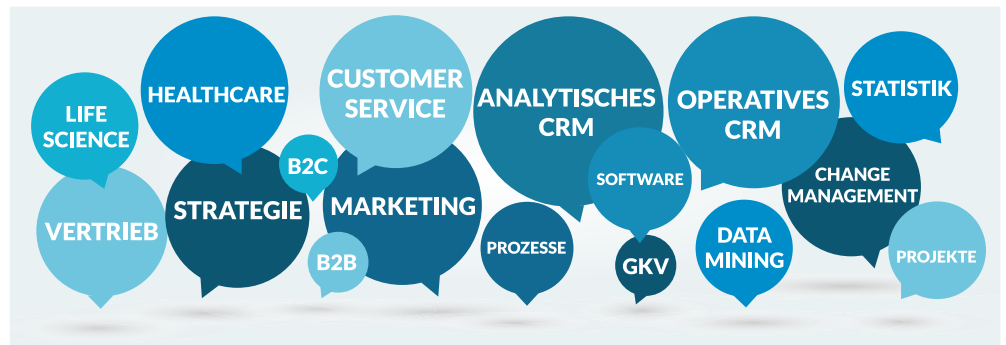 LIFE
SCIENCE
HEALTHCARE
CUSTOMER
SERVICE
ANALYTISCHES
CRM
OPERATIVES
CRM
STATISTIK
VERTRIEB
STRATEGIE
B2C
MARKETING
B2B
PROZESSE
SOFTWARE
GKV
DATA
MINING
CHANGE
MANAGEMENT
PROJEKTE